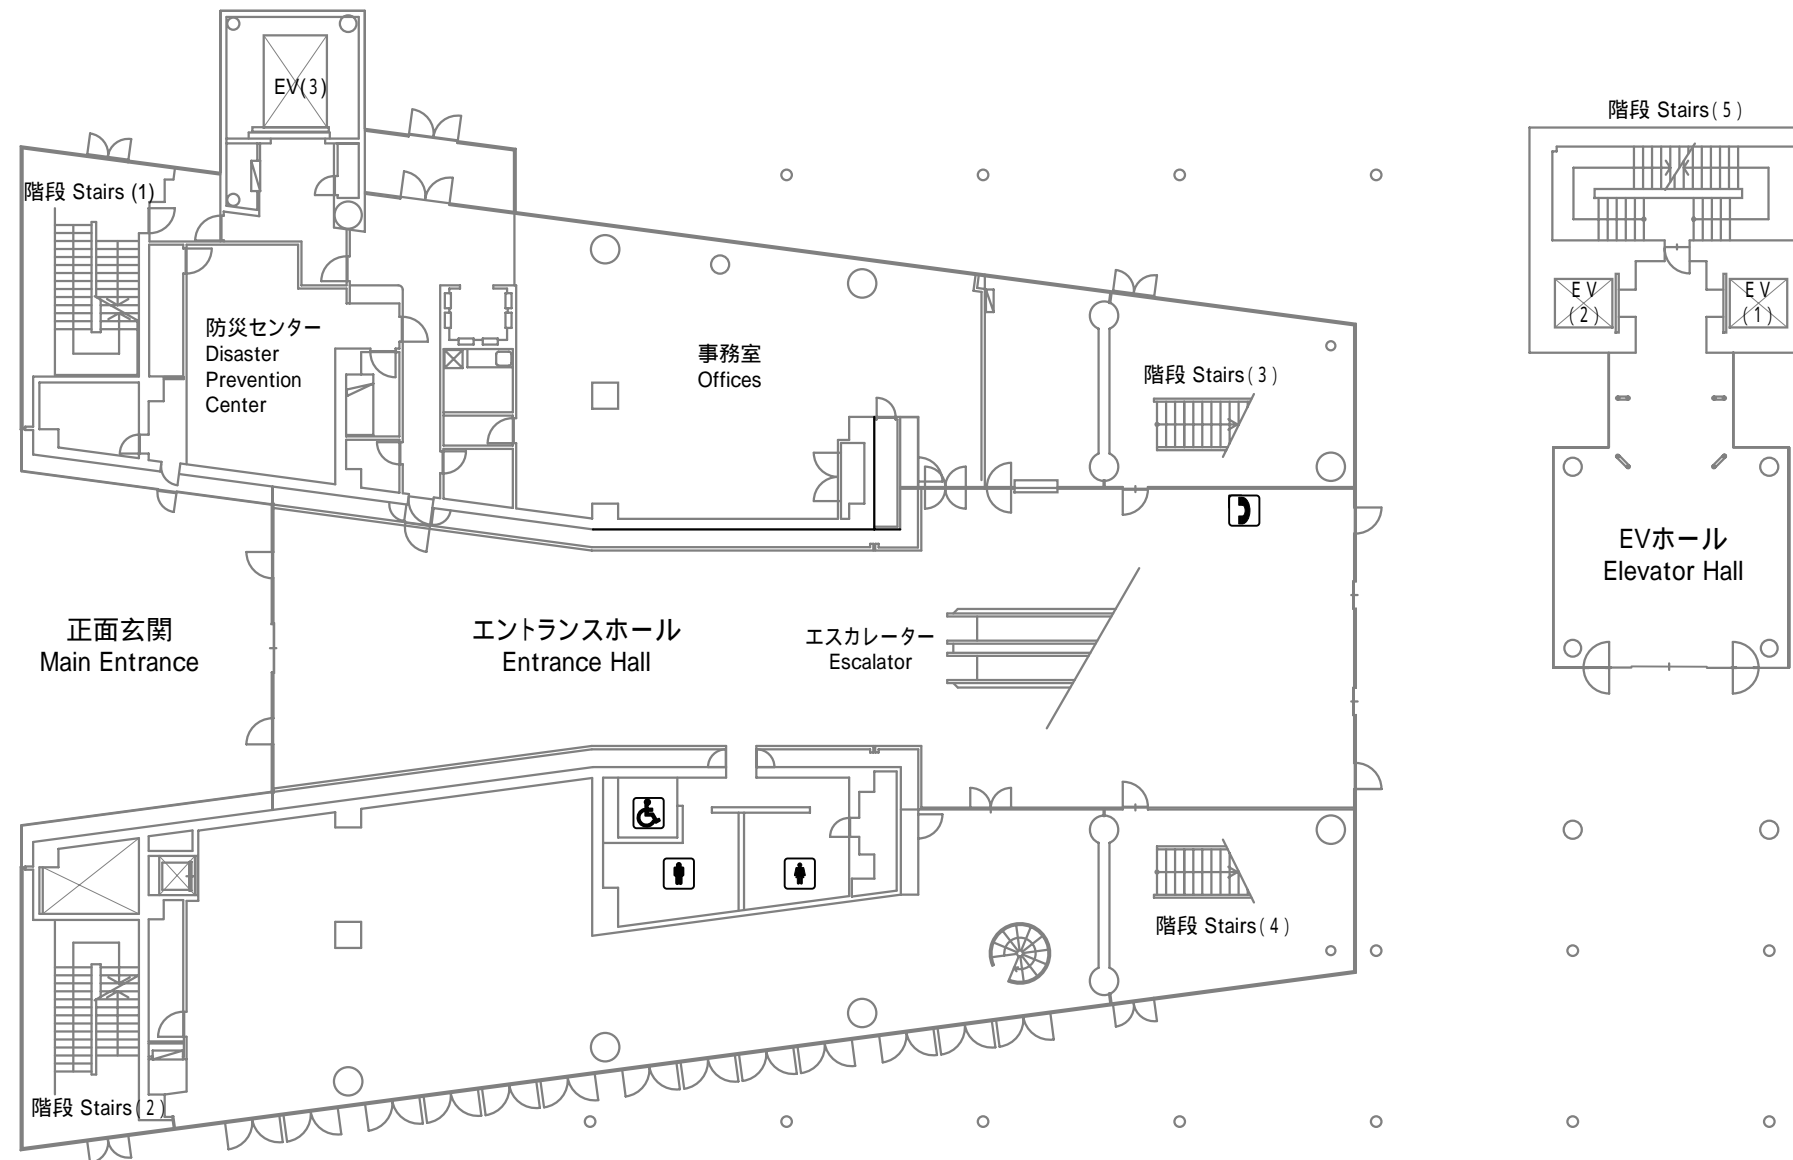 EV(3)
階段 Stairs(5)
階段 Stairs (1)
EV
(2)
EV
(1)
防災センター
Disaster
Prevention
Center
事務室
Offices
階段 Stairs(3)
EVホール
Elevator Hall
正面玄関
Main Entrance
エントランスホール
Entrance Hall
エスカレーター
Escalator
階段 Stairs(4)
階段 Stairs(2)